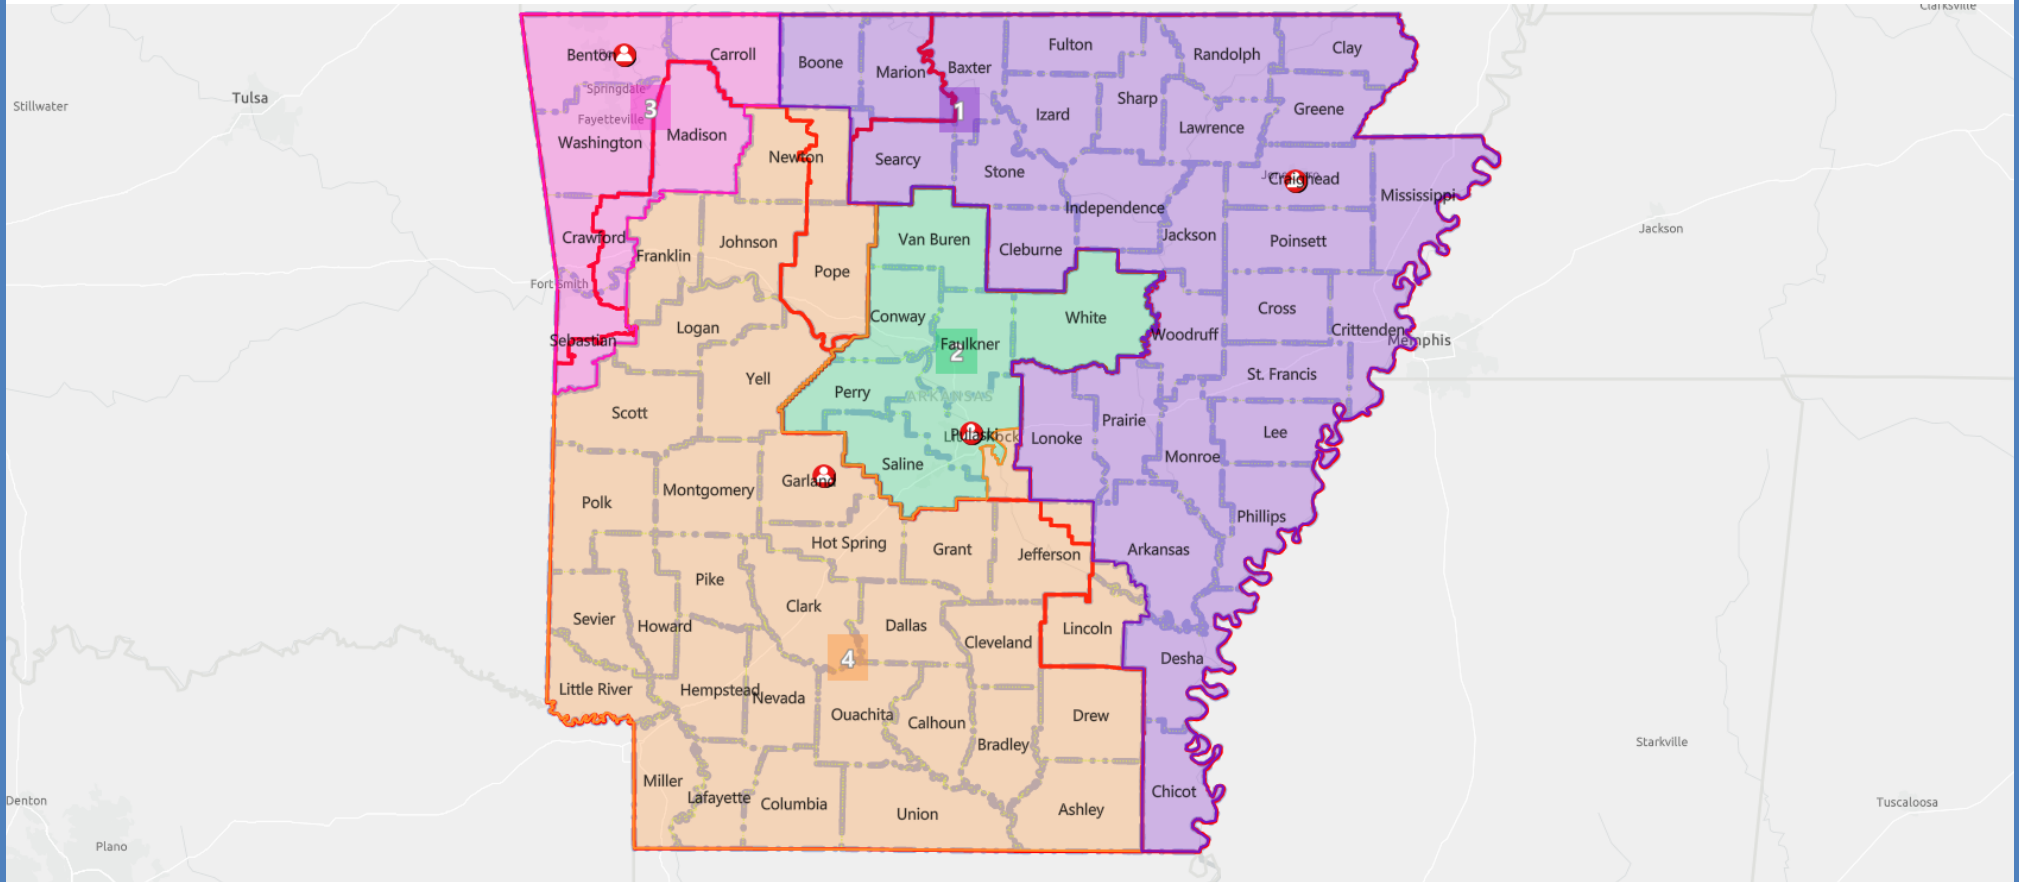 Clarksville
Benton
Carroll
Boone
Marion
Baxter
Fulton
Randolph
Clay
Stillwater
Tulsa
Springdale
3
1
Sharp
Greene
Izard
Fayetteville
Washington
Madison
Lawrence
Newton
Searcy
Stone
Craighead
Mississippi
Independence
Jackson
Jackson
Crawford
Johnson
Van Buren
Cleburne
Poinsett
Franklin
Pope
Fort Smith
Logan
Conway
White
Cross
Crittenden
Memphis
Woodruff
Sebastian
Faulkner
2
Yell
St. Francis
Perry
ARKANSAS
Scott
Prairie
Pulaski
Lonoke
Lee
Monroe
Saline
Garland
Montgomery
Polk
Phillips
Hot Spring
Grant
Jefferson
Arkansas
Pike
Clark
Sevier
Howard
Dallas
Cleveland
Lincoln
4
Desha
Little River
Hempstead
Nevada
Ouachita
Calhoun
Drew
Bradley
Starkville
Miller
Lafayette
Columbia
Union
Ashley
Chicot
Denton
Tuscaloosa
Plano